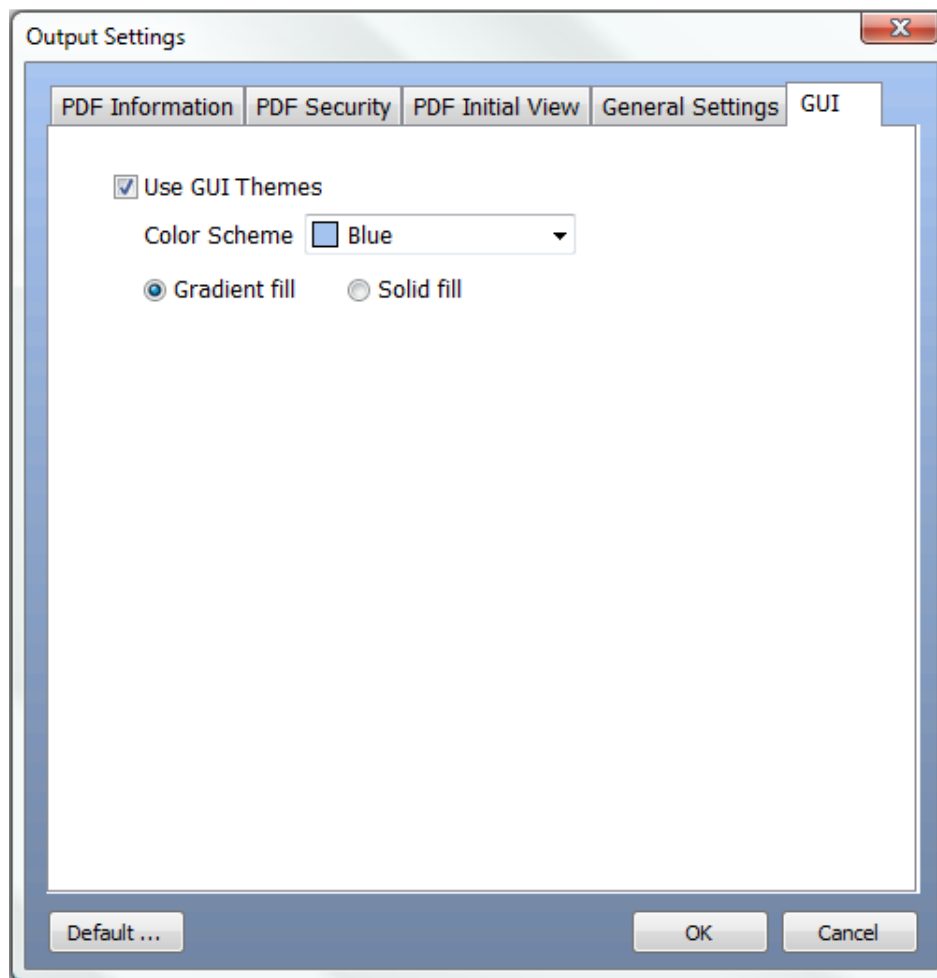 Output Settings
PDF Information PDF Security PDF Initial View General Settings GUI
Use GUI Themes
Color Scheme Blue
Gradient fill Solid fill
Default ... OK Cancel